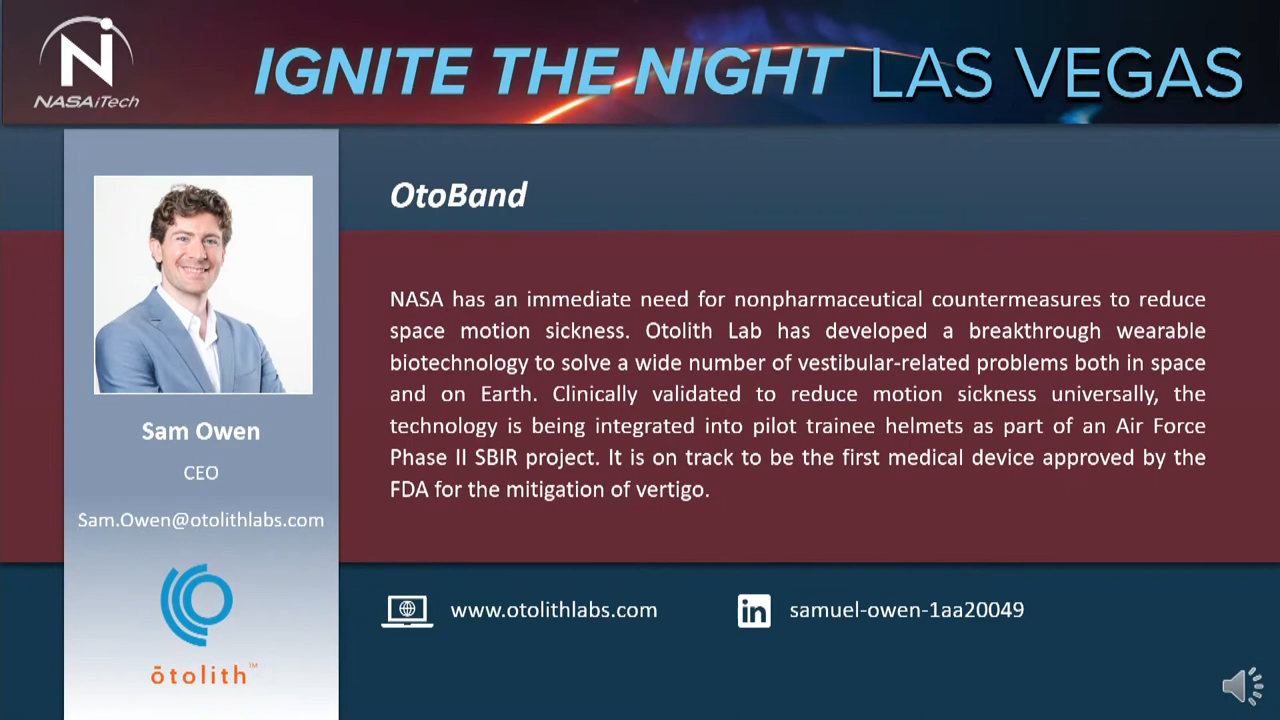 NASAiTech
IGNITE THE NIGHT LAS VEGAS
OtoBand
NASA has an immediate need for nonpharmaceutical countermeasures to reduce
space motion sickness. Otolith Lab has developed a breakthrough wearable
biotechnology to solve a wide number of vestibular-related problems both in space
and on Earth. Clinically validated to reduce motion sickness universally, the
technology is being integrated into pilot trainee helmets as part of an Air Force
Phase II SBIR project. It is on track to be the first medical device approved by the
FDA for the mitigation of vertigo.
Sam Owen
CEO
Sam.Owen@otolithlabs.com
ōtolith™
www.otolithlabs.com
in samuel-owen-1aa20049